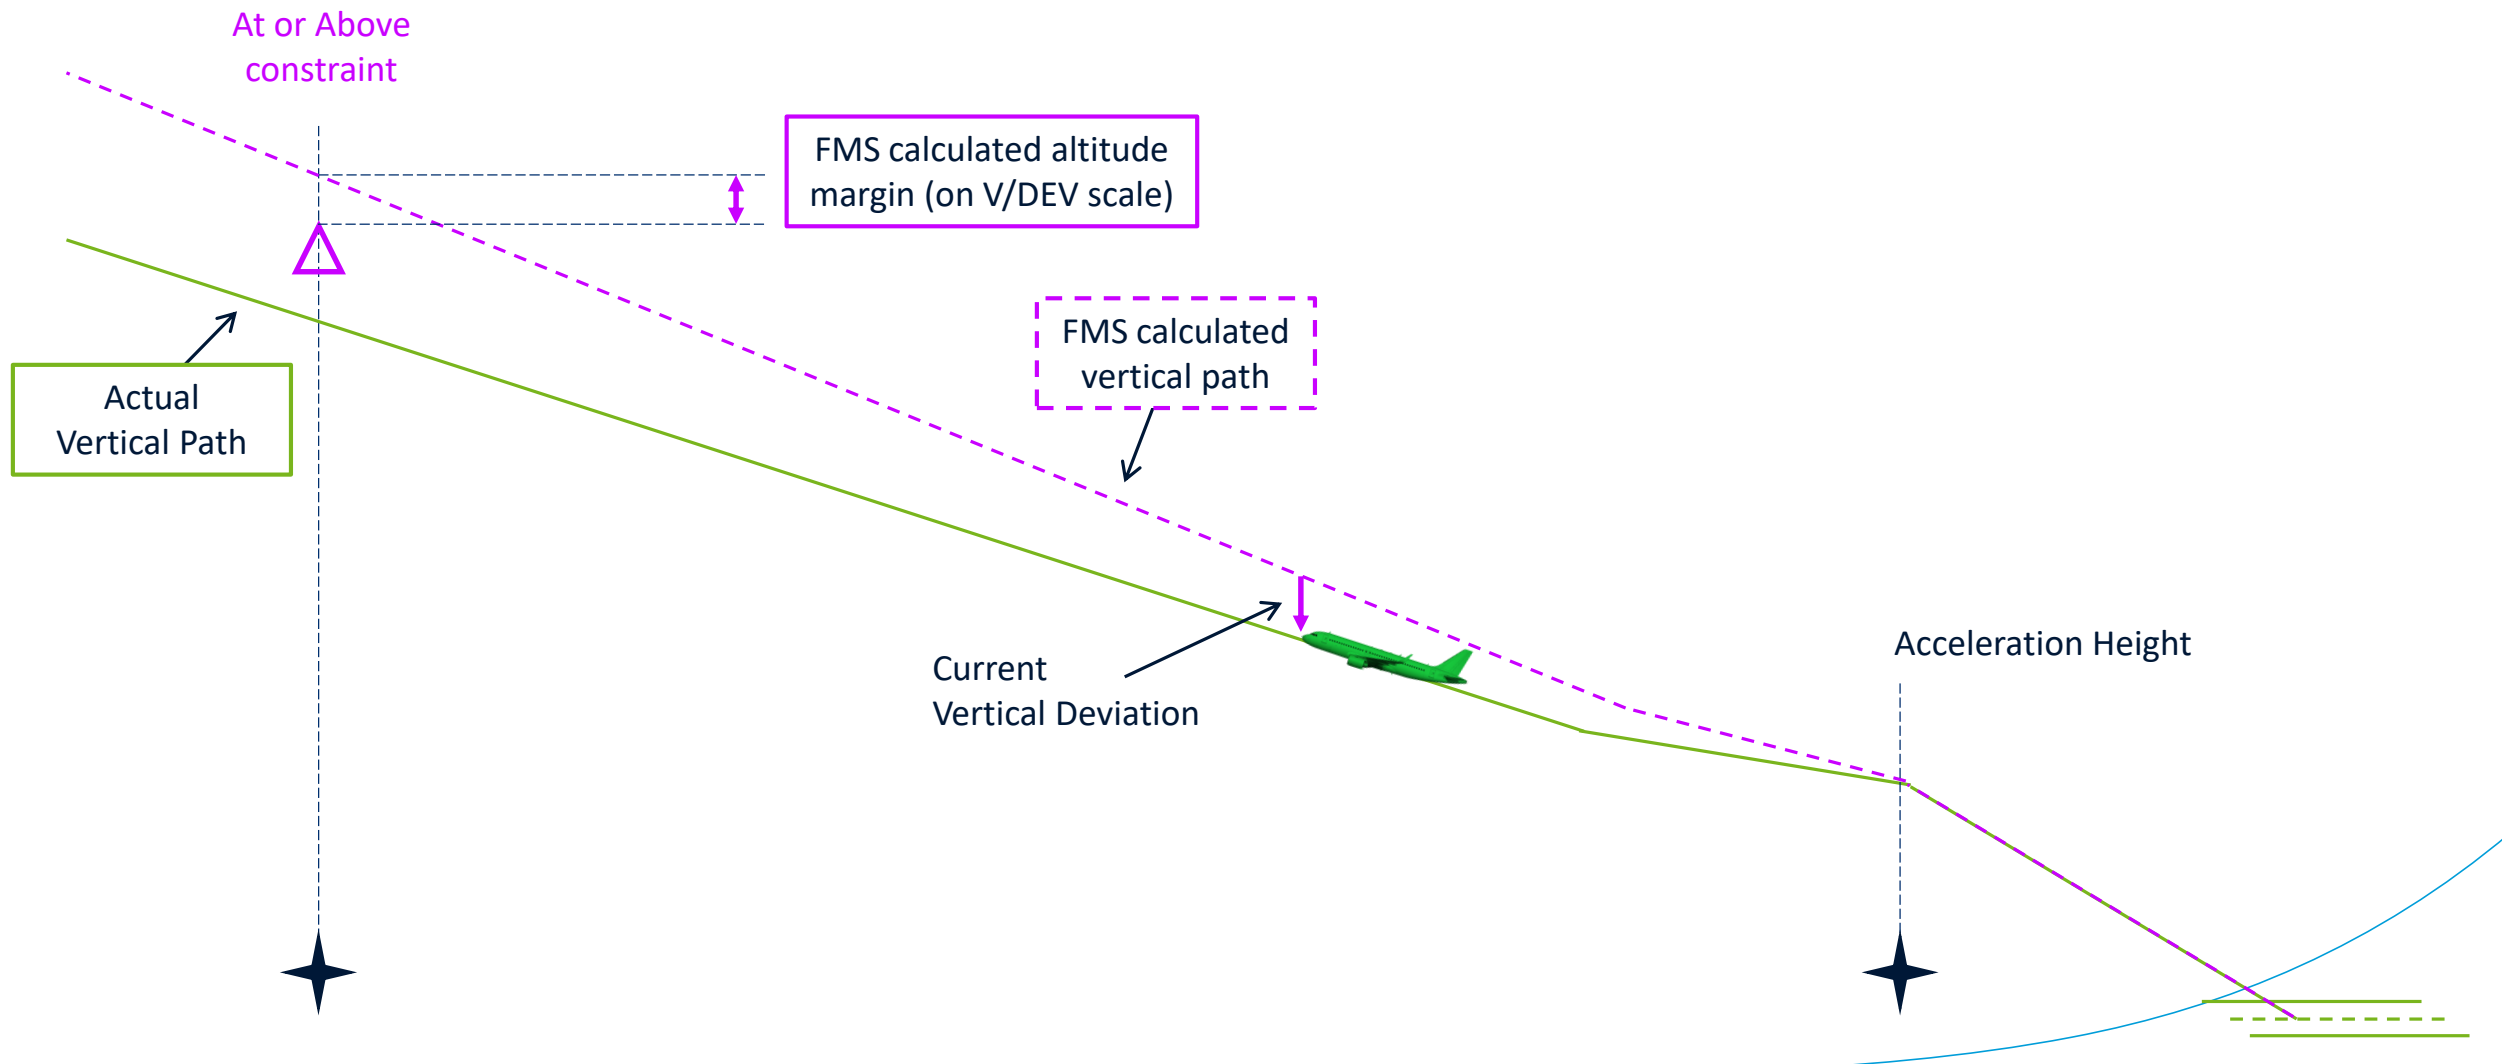 At or Above
constraint
FMS calculated altitude
margin (on V/DEV scale)
FMS calculated
vertical path
Actual
Vertical Path
Current
Vertical Deviation
Acceleration Height